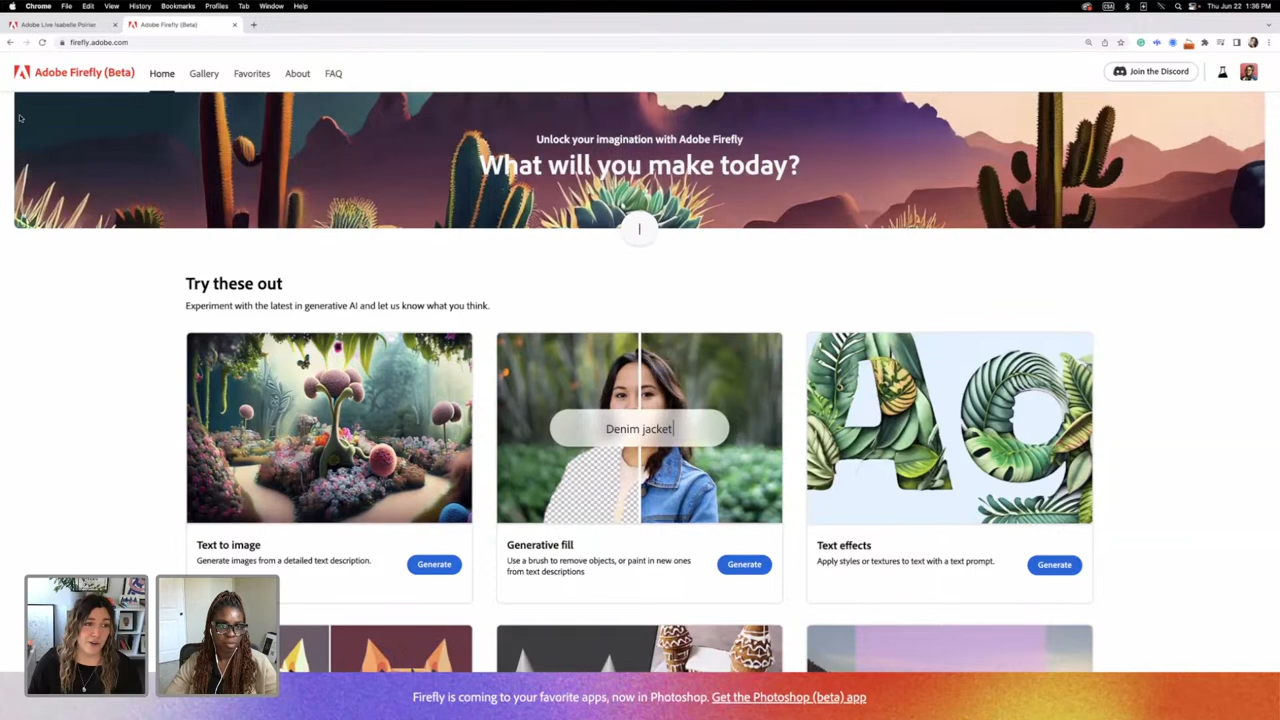 Chrome File Edit View History Bookmarks Profiles Tab Window Help
Thu Jun 22 1:36 PM
Adobe Live Isabelle Poirier
Adobe Firefly (Beta)
firefly.adobe.com
Adobe Firefly (Beta) Home Gallery Favorites About FAQ
Join the Discord
Unlock your imagination with Adobe Firefly
What will you make today?
Try these out
Experiment with the latest in generative AI and let us know what you think.
Denim jacket
Text to image
Generate images from a detailed text description.
Generate
Generative fill
Use a brush to remove objects, or paint in new ones
from text descriptions
Generate
Text effects
Apply styles or textures to text with a text prompt.
Generate
Firefly is coming to your favorite apps, now in Photoshop. Get the Photoshop (beta) app